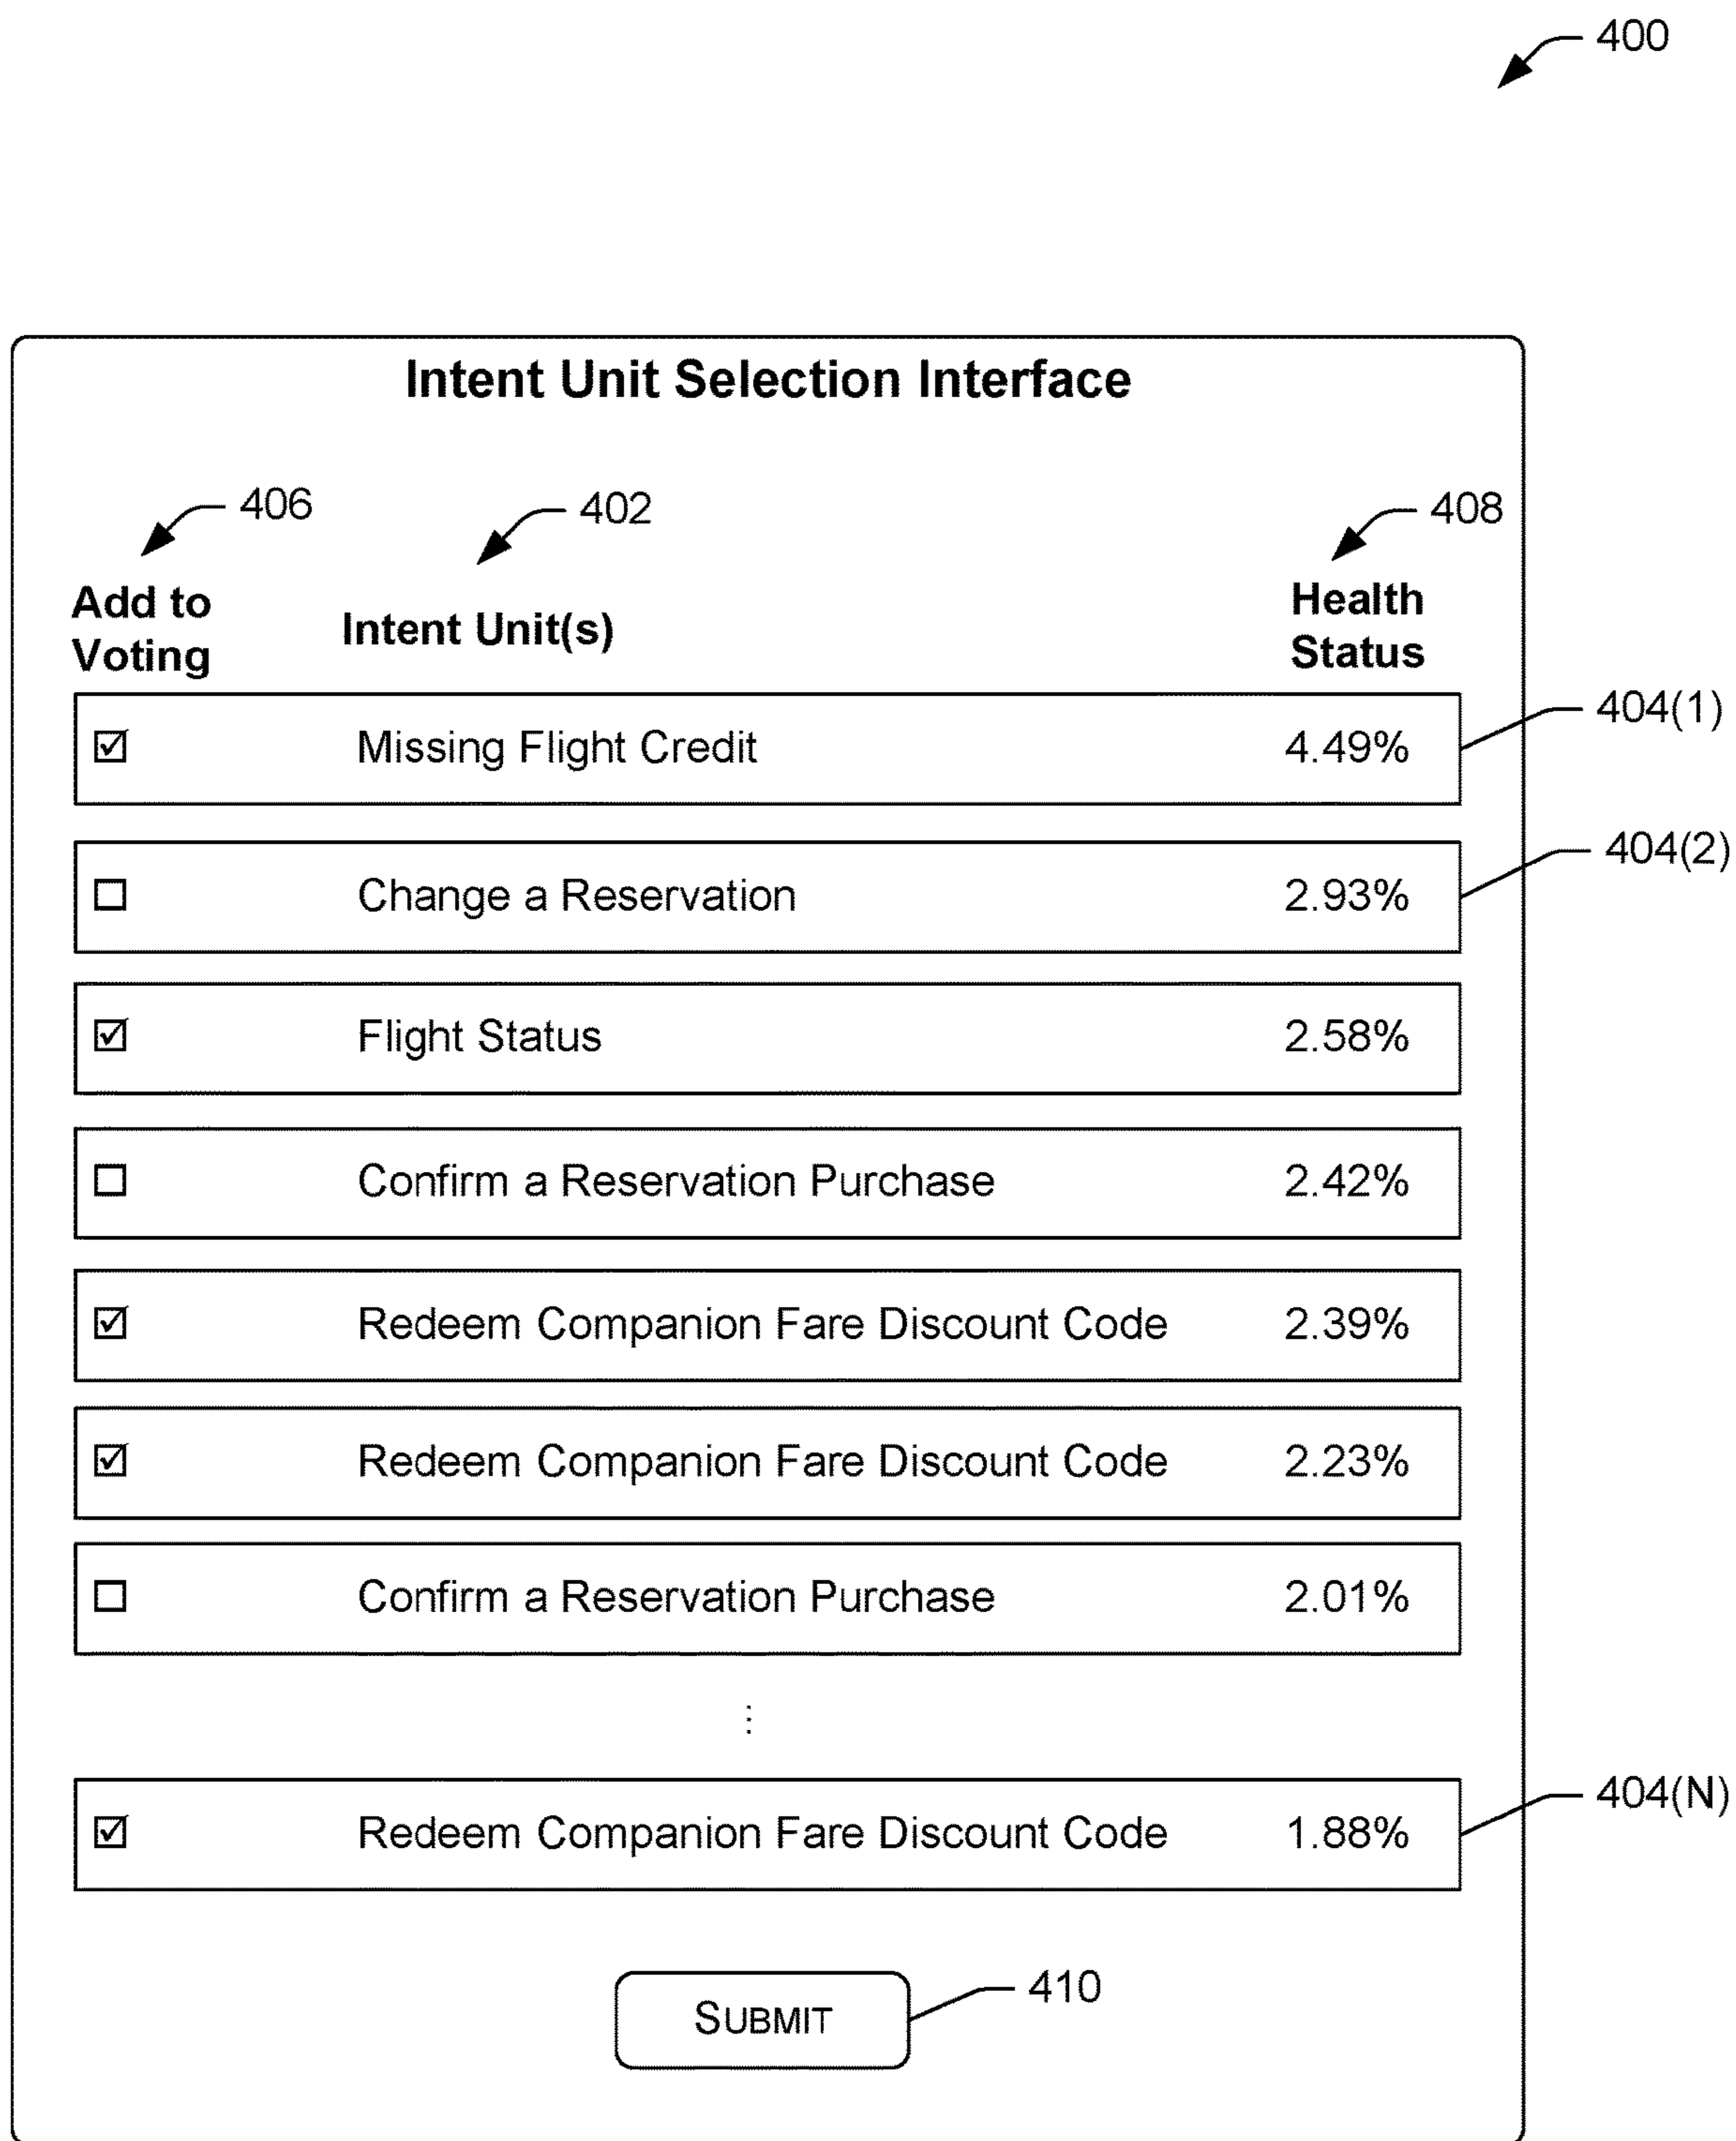 400
Intent Unit Selection Interface
406 402 408
Add to Voting Intent Unit(s) Health Status
404(1)
☑ Missing Flight Credit 4.49%
404(2)
☐ Change a Reservation 2.93%
☑ Flight Status 2.58%
☐ Confirm a Reservation Purchase 2.42%
☑ Redeem Companion Fare Discount Code 2.39%
☑ Redeem Companion Fare Discount Code 2.23%
☐ Confirm a Reservation Purchase 2.01%
⋮
404(N)
☑ Redeem Companion Fare Discount Code 1.88%
410
SUBMIT